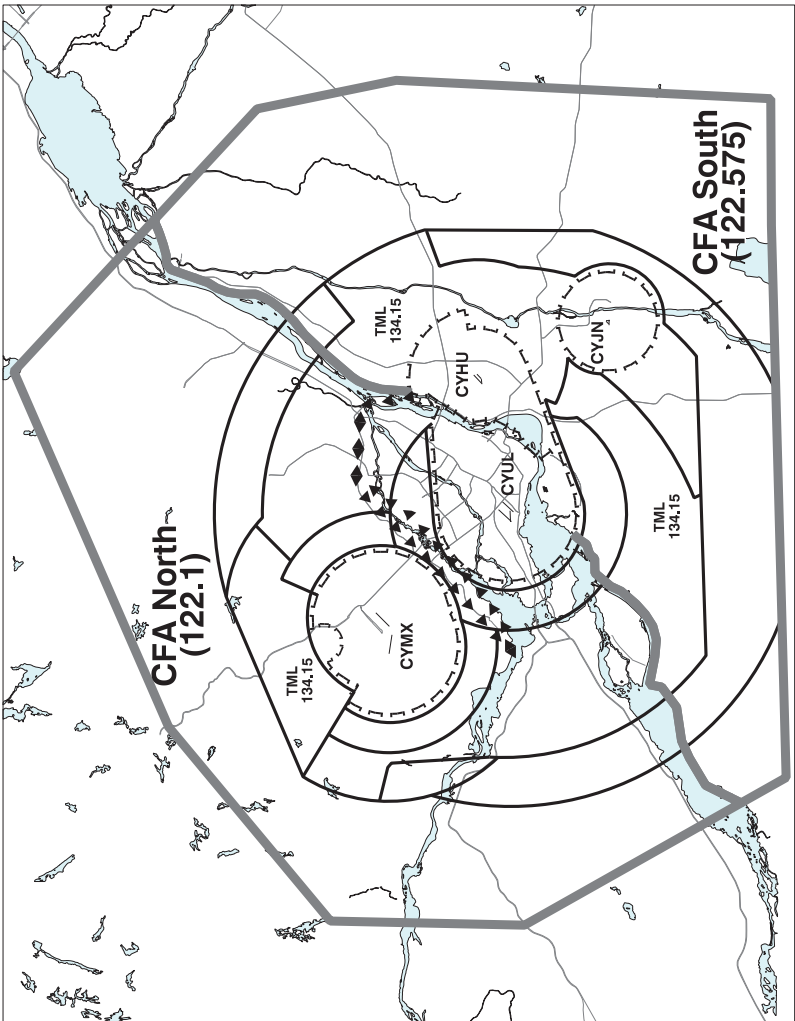 CFA North
(122.1)
CFA South
(122.575)
TML
134.15
CYHU
CYJN
CYUL
TML
134.15
CYMX
TML
134.15